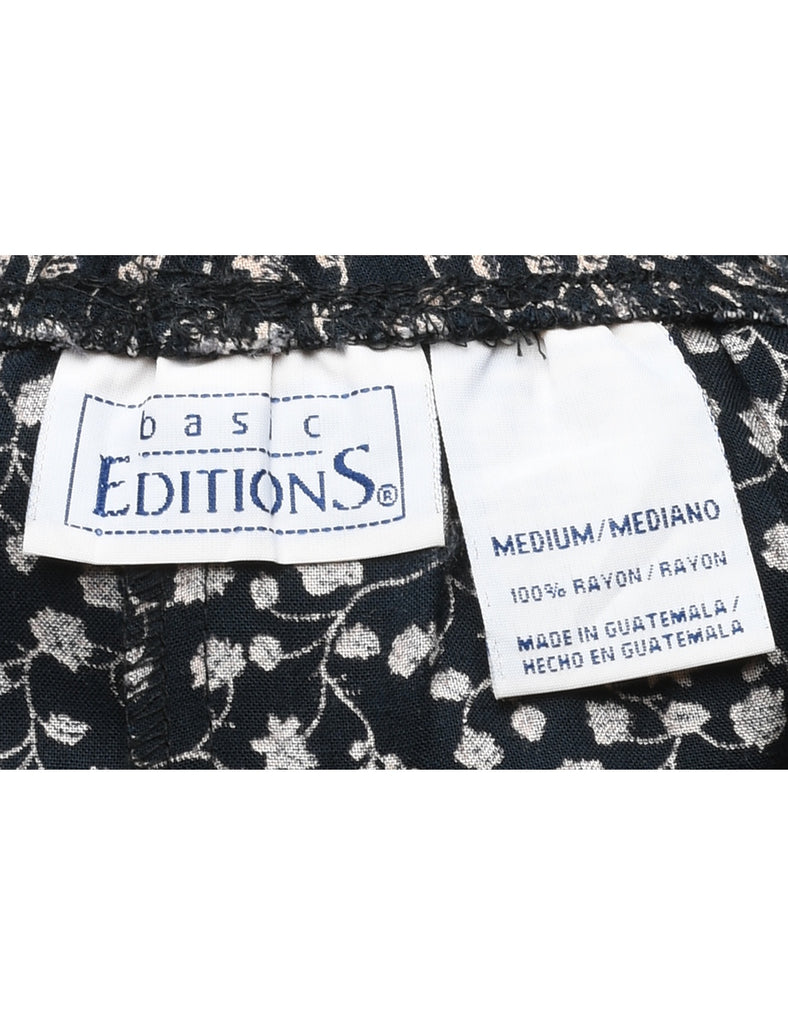 basic
EDITIONS®
MEDIUM/MEDIANO
100% RAYON/RAYON
MADE IN GUATEMALA/
HECHO EN GUATEMALA